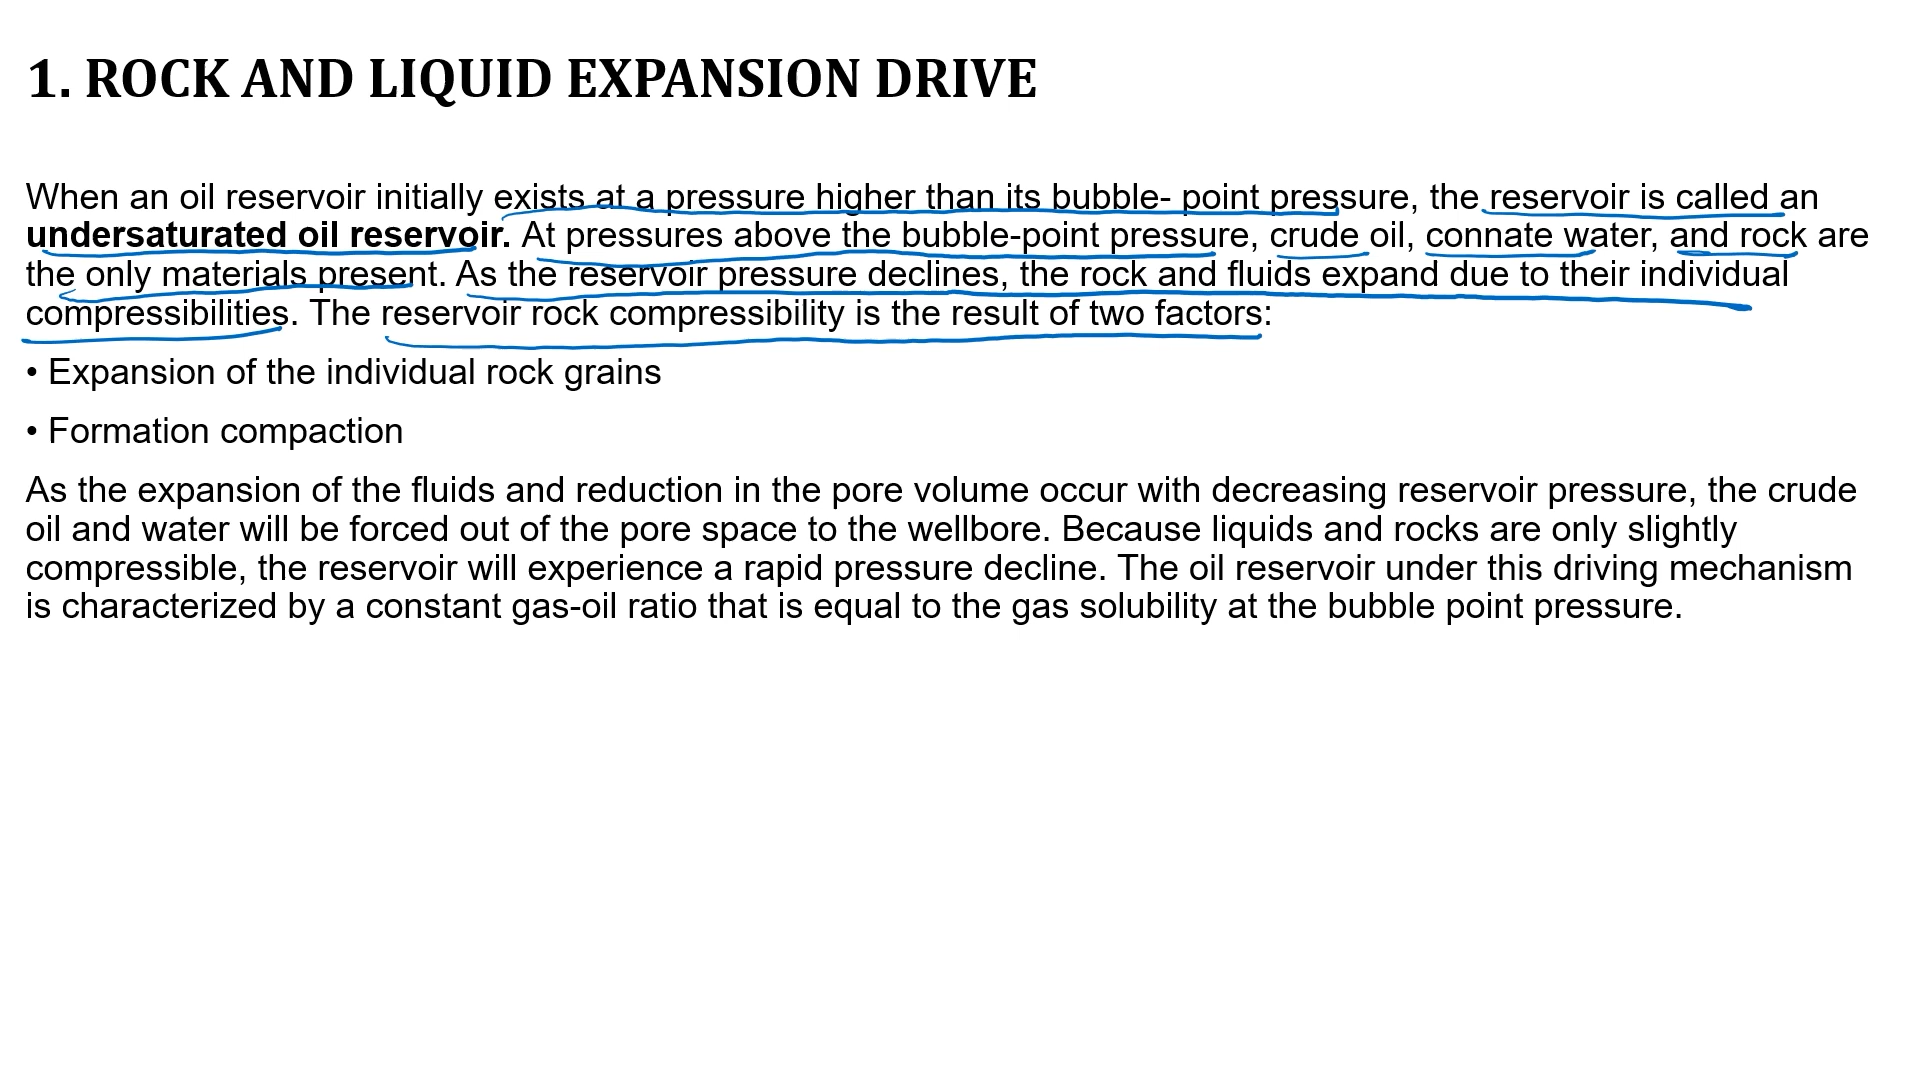 1. ROCK AND LIQUID EXPANSION DRIVE
When an oil reservoir initially exists at a pressure higher than its bubble- point pressure, the reservoir is called an
undersaturated oil reservoir. At pressures above the bubble-point pressure, crude oil, connate water, and rock are
the only materials present. As the reservoir pressure declines, the rock and fluids expand due to their individual
compressibilities. The reservoir rock compressibility is the result of two factors:
• Expansion of the individual rock grains
• Formation compaction
As the expansion of the fluids and reduction in the pore volume occur with decreasing reservoir pressure, the crude
oil and water will be forced out of the pore space to the wellbore. Because liquids and rocks are only slightly
compressible, the reservoir will experience a rapid pressure decline. The oil reservoir under this driving mechanism
is characterized by a constant gas-oil ratio that is equal to the gas solubility at the bubble point pressure.